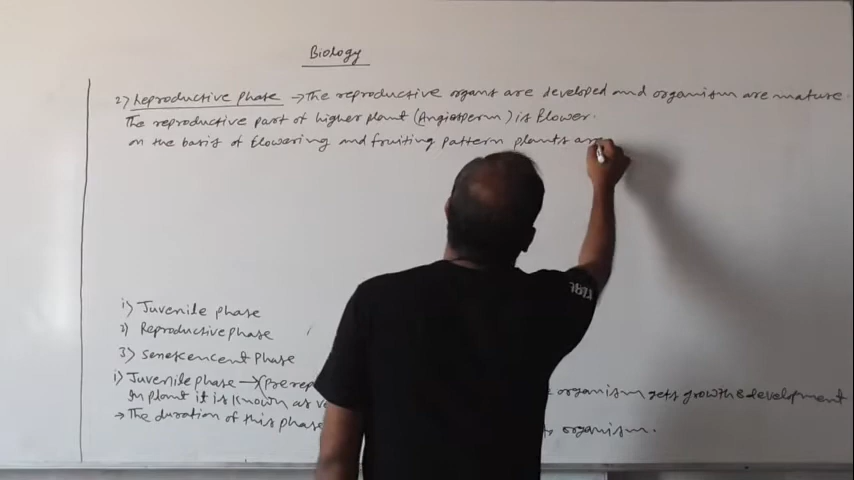 Biology
2) Reproductive Phase → The reproductive organs are developed and organism are mature.
The reproductive part of higher plant (Angiosperm) is Flower.
on the basis of Flowering and fruiting pattern plants are
i) Juvenile phase
2) Reproductive phase
3) senescencent Phase
i) Juvenile phase → (prerep organism gets growth & development
In plant it is known as ve
→ The duration of this phase organism.